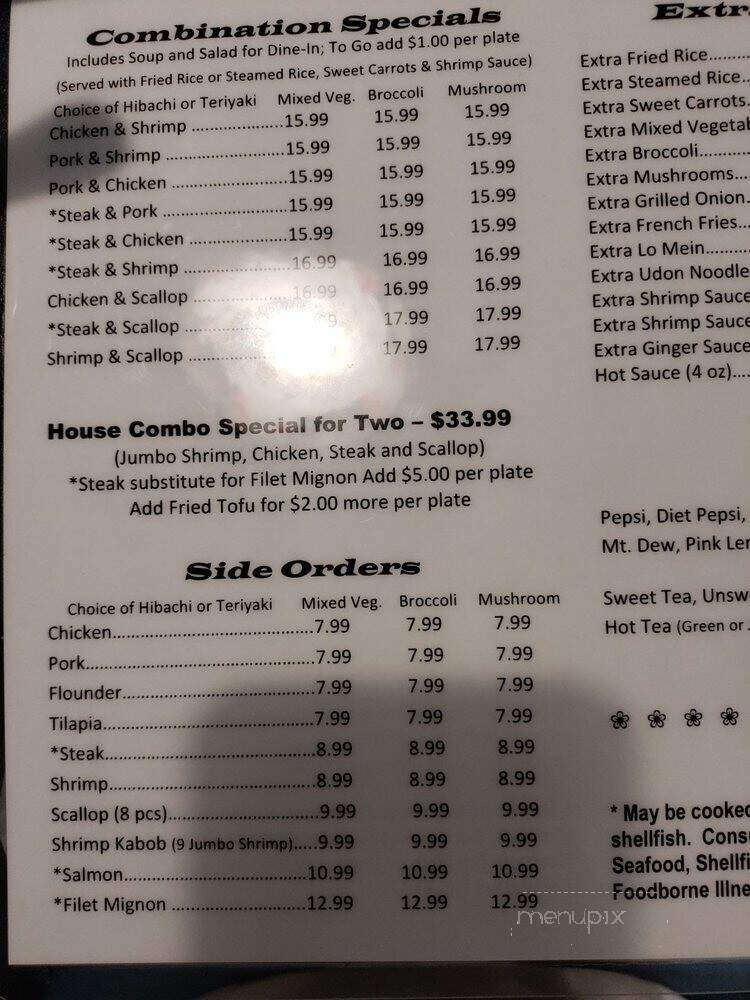 Combination Specials
Includes Soup and Salad for Dine-In; To Go add $1.00 per plate
(Served with Fried Rice or Steamed Rice, Sweet Carrots & Shrimp Sauce)
Choice of Hibachi or Teriyaki Mixed Veg. Broccoli Mushroom
Chicken & Shrimp ....................15.99 15.99 15.99
Pork & Shrimp ..........................15.99 15.99 15.99
Pork & Chicken .........................15.99 15.99 15.99
*Steak & Pork ...........................15.99 15.99 15.99
*Steak & Chicken ......................15.99 15.99 15.99
*Steak & Shrimp .......................16.99 16.99 16.99
Chicken & Scallop .....................16.99 16.99 16.99
*Steak & Scallop ...................... 17.99 17.99
Shrimp & Scallop ...................... 17.99 17.99
House Combo Special for Two – $33.99
(Jumbo Shrimp, Chicken, Steak and Scallop)
*Steak substitute for Filet Mignon Add $5.00 per plate
Add Fried Tofu for $2.00 more per plate
Side Orders
Choice of Hibachi or Teriyaki Mixed Veg. Broccoli Mushroom
Chicken............................................7.99 7.99 7.99
Pork..................................................7.99 7.99 7.99
Flounder...........................................7.99 7.99 7.99
Tilapia...............................................7.99 7.99 7.99
*Steak...............................................8.99 8.99 8.99
Shrimp..............................................8.99 8.99 8.99
Scallop (8 pcs).................................9.99 9.99 9.99
Shrimp Kabob (9 Jumbo Shrimp).....9.99 9.99 9.99
*Salmon........................................10.99 10.99 10.99
*Filet Mignon .............................12.99 12.99 12.99
Extr
Extra Fried Rice.........
Extra Steamed Rice..
Extra Sweet Carrots.
Extra Mixed Vegetab
Extra Broccoli...........
Extra Mushrooms...
Extra Grilled Onion.
Extra French Fries...
Extra Lo Mein.........
Extra Udon Noodle
Extra Shrimp Sauce
Extra Shrimp Sauce
Extra Ginger Sauce
Hot Sauce (4 oz)....
Pepsi, Diet Pepsi,
Mt. Dew, Pink Ler
Sweet Tea, Unsw
Hot Tea (Green or
* May be cooked
shellfish. Consu
Seafood, Shellfi
Foodborne Illne
menupix